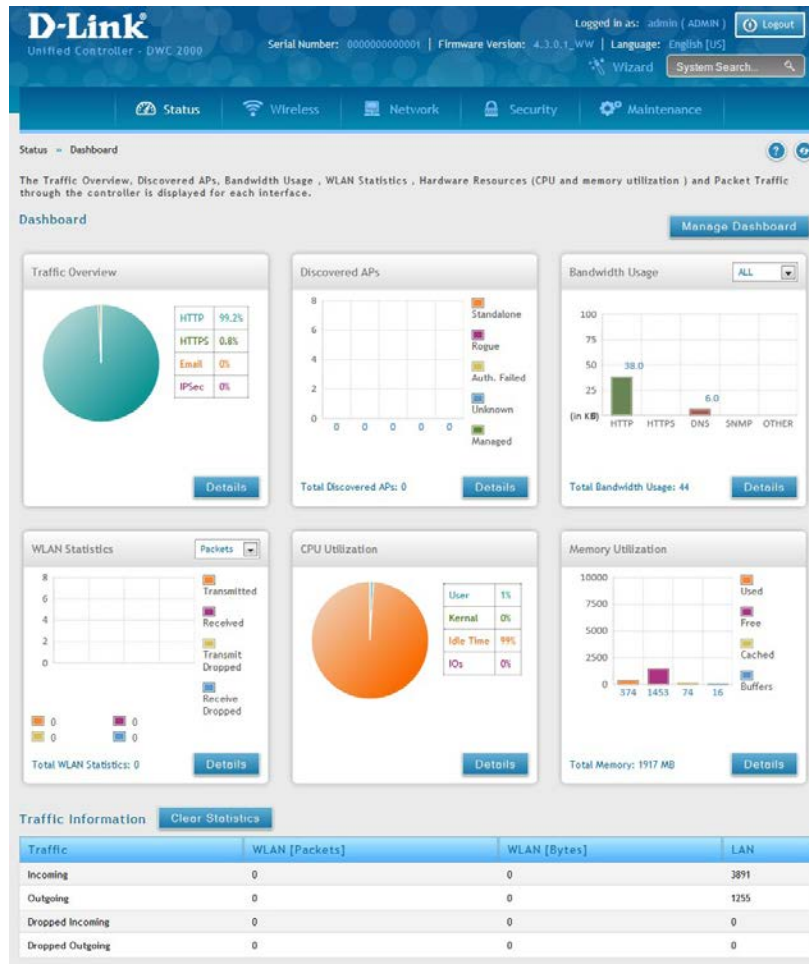 D-Link
Unified Controller - DWC 2000
Logged in as: admin ( ADMIN )
Logout
Serial Number: 0000000000001 | Firmware Version: 4.3.0.1_WW | Language: English [US]
Wizard
System Search...
Status
Wireless
Network
Security
Maintenance
Status » Dashboard
?
The Traffic Overview, Discovered APs, Bandwidth Usage , WLAN Statistics , Hardware Resources (CPU and memory utilization ) and Packet Traffic
through the controller is displayed for each interface.
Dashboard
Manage Dashboard
Traffic Overview
HTTP 99.2%
HTTPS 0.8%
Email 0%
IPSec 0%
Details
Discovered APs
8
6
4
2
0
0 0 0 0 0
Standalone
Rogue
Auth. Failed
Unknown
Managed
Total Discovered APs: 0
Details
Bandwidth Usage
ALL
100
75
50
25
(in KB)
38.0
6.0
HTTP HTTPS DNS SNMP OTHER
Total Bandwidth Usage: 44
Details
WLAN Statistics
Packets
8
6
4
2
0
Transmitted
Received
Transmit
Dropped
Receive
Dropped
0 0
0 0
Total WLAN Statistics: 0
Details
CPU Utilization
User 1%
Kernal 0%
Idle Time 99%
IOs 0%
Details
Memory Utilization
10000
7500
5000
2500
0
374 1453 74 16
Used
Free
Cached
Buffers
Total Memory: 1917 MB
Details
Traffic Information
Clear Statistics
Traffic WLAN [Packets] WLAN [Bytes] LAN
Incoming 0 0 3891
Outgoing 0 0 1255
Dropped Incoming 0 0 0
Dropped Outgoing 0 0 0